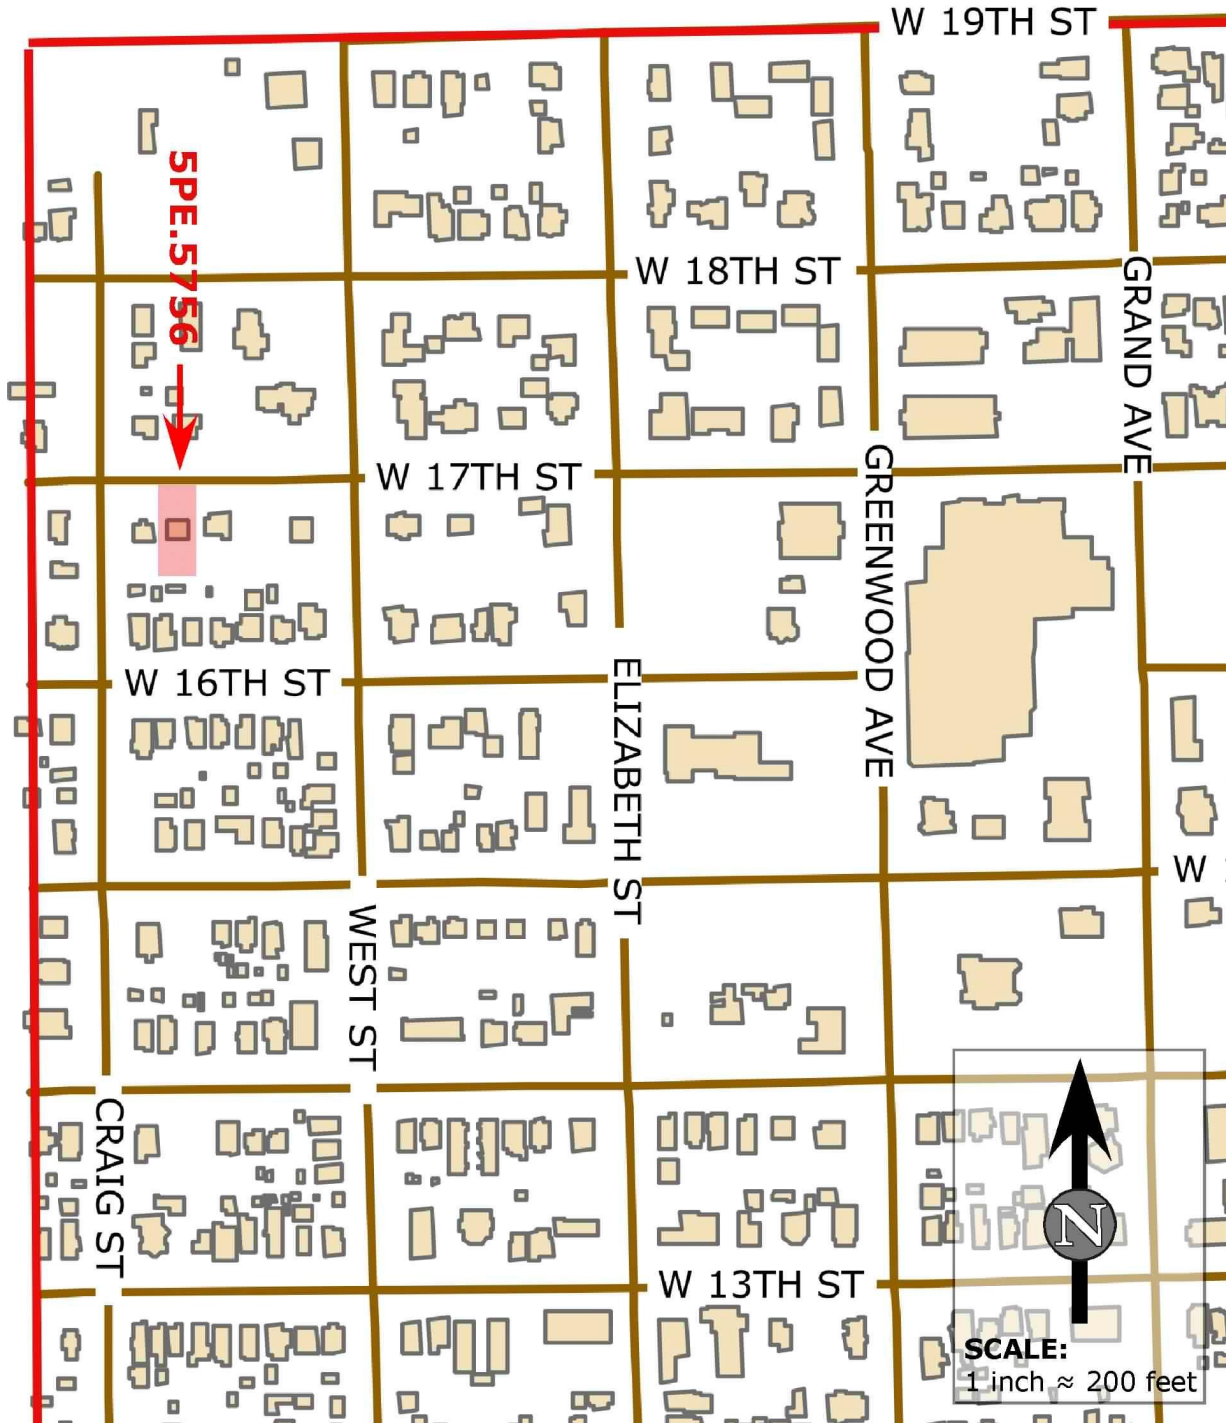 W 19TH ST
5PE.5756
W 18TH ST
GRAND AVE
W 17TH ST
GREENWOOD AVE
W 16TH ST
ELIZABETH ST
W
WEST ST
CRAIG ST
N
W 13TH ST
SCALE:
1 inch ≈ 200 feet